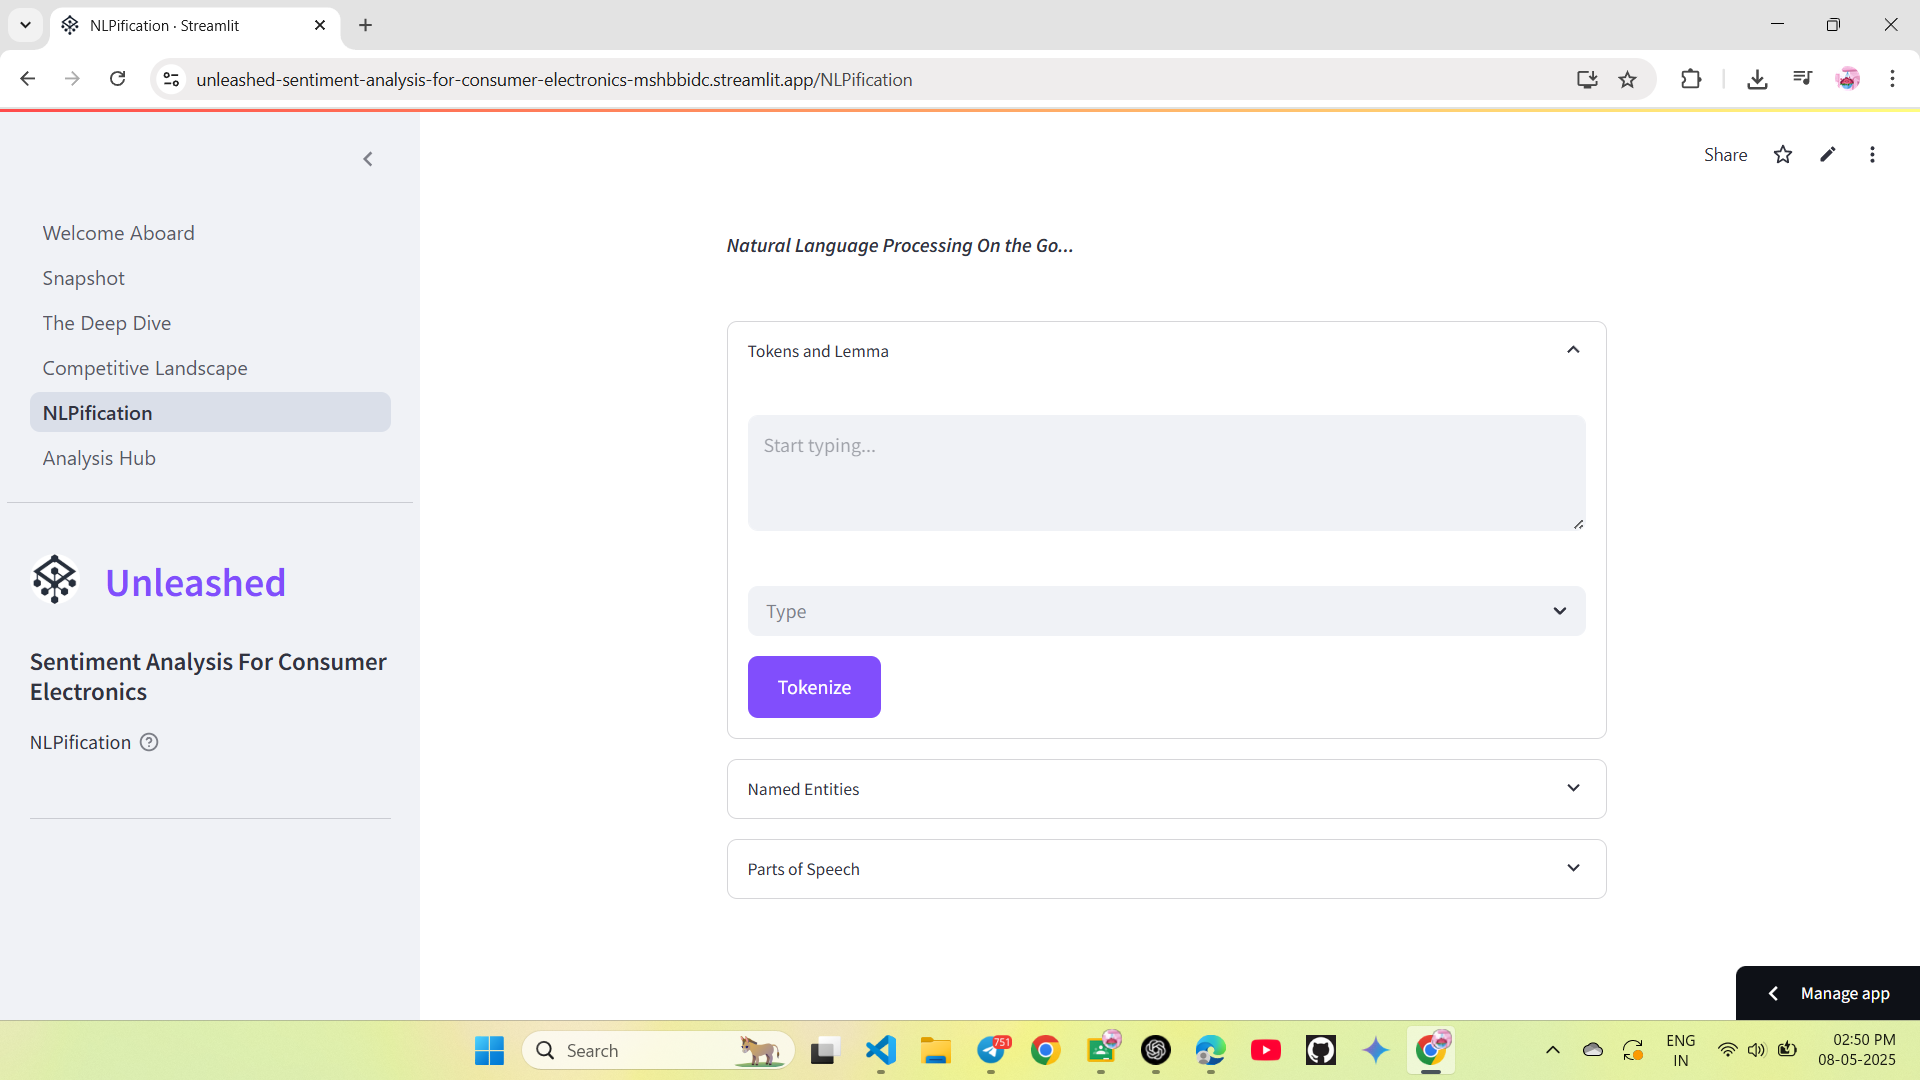 NLPification · Streamlit
unleashed-sentiment-analysis-for-consumer-electronics-mshbbidc.streamlit.app/NLPification
Share
Welcome Aboard
Snapshot
The Deep Dive
Competitive Landscape
NLPification
Analysis Hub
Unleashed
Sentiment Analysis For Consumer
Electronics
NLPification
Natural Language Processing On the Go...
Tokens and Lemma
Start typing...
Type
Tokenize
Named Entities
Parts of Speech
Manage app
Search
751
ENG
IN
02:50 PM
08-05-2025